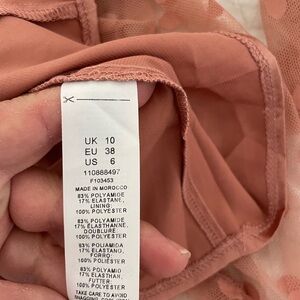 UK 10
EU 38
US 6
110888497
F103453
MADE IN MOROCCO
83% POLYAMIDE
17% ELASTANE,
LINING
100% POLYESTER
83% POLYAMIDE
17% ELASTHANNE,
DOUBLURE
100% POLYESTER
83% POLIAMIDA
17% ELASTANO,
FORRO
100% POLIESTER
83% POLYAMID
17% ELASTHAN,
FUTTER
100% POLYESTER
TAKE CARE TO AVOID